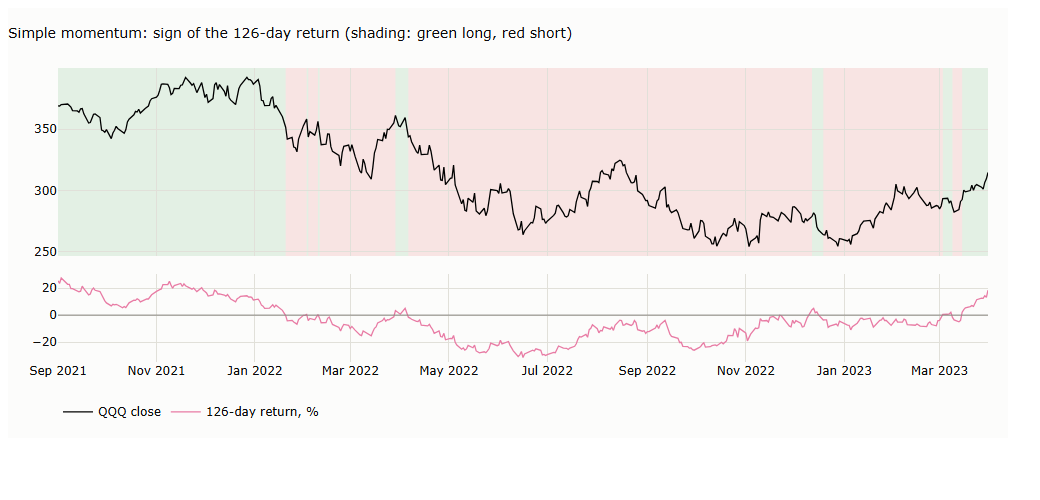 Simple momentum: sign of the 126-day return (shading: green long, red short)
350
300
250
20
0
−20
Sep 2021 Nov 2021 Jan 2022 Mar 2022 May 2022 Jul 2022 Sep 2022 Nov 2022 Jan 2023 Mar 2023
QQQ close 126-day return, %